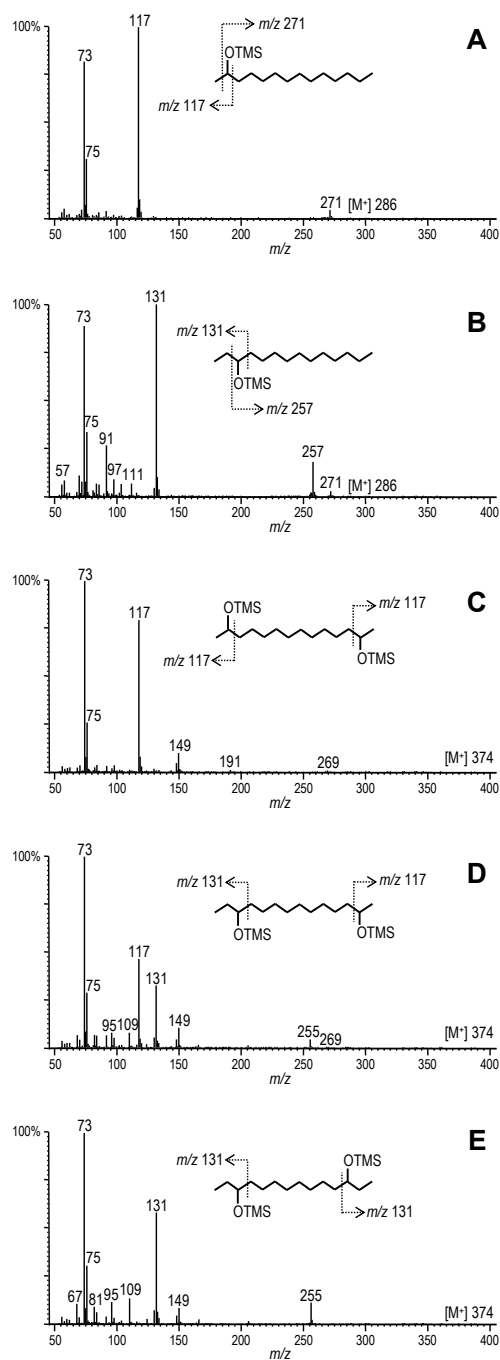 A
100%
73
75
117
271
[M⁺] 286
m/z 271
OTMS
m/z 117
50 100 150 200 250 300 350 400
m/z
B
100%
57
73
75
91
97
111
131
257
271
[M⁺] 286
m/z 131
OTMS
m/z 257
50 100 150 200 250 300 350 400
m/z
C
100%
73
75
117
149
191
269
[M⁺] 374
OTMS
m/z 117
m/z 117
OTMS
50 100 150 200 250 300 350 400
m/z
D
100%
73
75
95
109
117
131
149
255
269
[M⁺] 374
m/z 131
m/z 117
OTMS
OTMS
50 100 150 200 250 300 350 400
m/z
E
100%
67
73
75
81
95
109
131
149
255
[M⁺] 374
m/z 131
OTMS
OTMS
m/z 131
50 100 150 200 250 300 350 400
m/z